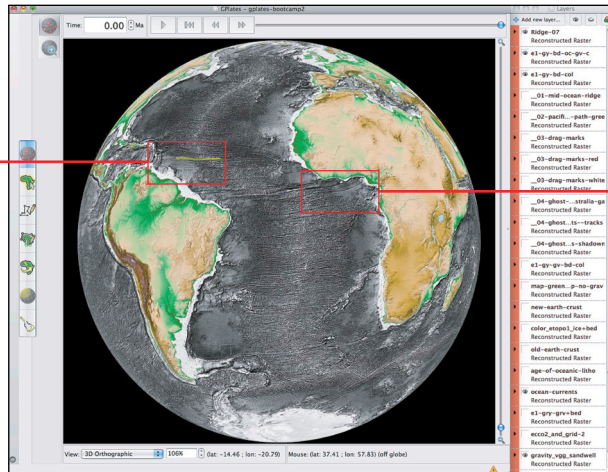 GPlates - gplates-bootcamp2
Layers
Time: 0.00 Ma
Add new layer...
Ridge-07
Reconstructed Raster
e1-gy-bd-oc-gv-c
Reconstructed Raster
e1-gy-bd-col
Reconstructed Raster
__01-mid-ocean-ridge
Reconstructed Raster
__02-pacifi...-path-gree
Reconstructed Raster
__03-drag-marks
Reconstructed Raster
__03-drag-marks-red
Reconstructed Raster
__03-drag-marks-white
Reconstructed Raster
__04-ghost-...stralia-ga
Reconstructed Raster
__04-ghost...ts--tracks
Reconstructed Raster
__04-ghost...s-shadown
Reconstructed Raster
e1-gy-gv-bd-col
Reconstructed Raster
map-green...p-no-grav
Reconstructed Raster
new-earth-crust
Reconstructed Raster
color_etopo1_ice+bed
Reconstructed Raster
old-earth-crust
Reconstructed Raster
age-of-oceanic-litho
Reconstructed Raster
ocean-currents
Reconstructed Raster
e1-gry-grv+bed
Reconstructed Raster
ecco2_and_grid-2
Reconstructed Raster
gravity_vgg_sandwell
Reconstructed Raster
View: 3D Orthographic 106% (lat: -14.46 ; lon: -20.79) Mouse: (lat: 37.41 ; lon: 57.83) (off globe)